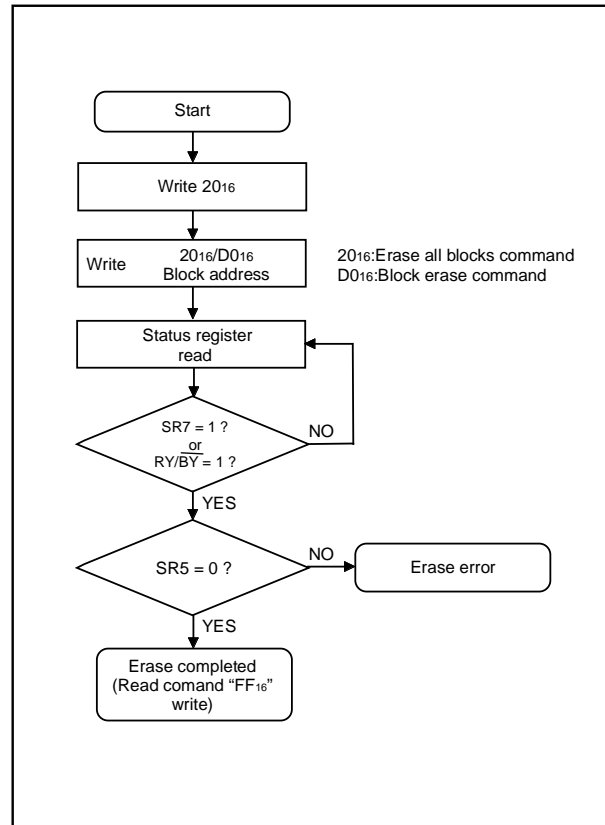 Start
Write 20₁₆
Write 20₁₆/D0₁₆
Block address
20₁₆:Erase all blocks command
D0₁₆:Block erase command
Status register
read
SR7 = 1 ?
or
RY/B̅Y̅ = 1 ?
NO
YES
SR5 = 0 ?
NO
Erase error
YES
Erase completed
(Read comand “FF₁₆”
write)